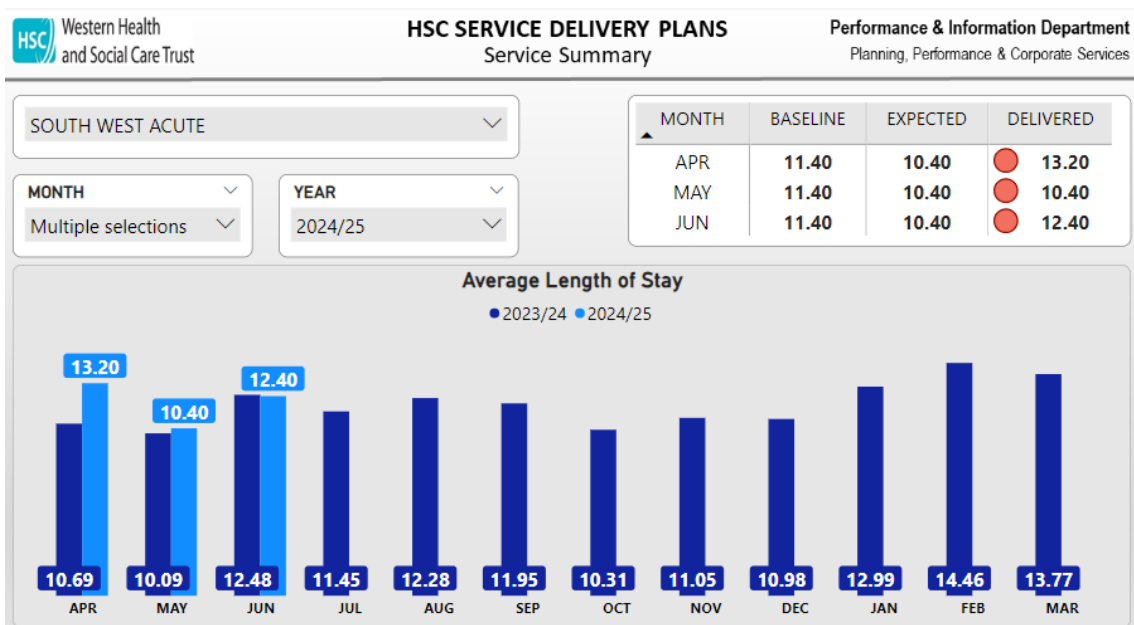 HSC
Western Health
and Social Care Trust
HSC SERVICE DELIVERY PLANS
Service Summary
Performance & Information Department
Planning, Performance & Corporate Services
SOUTH WEST ACUTE
MONTH
Multiple selections
YEAR
2024/25
MONTH BASELINE EXPECTED DELIVERED
APR 11.40 10.40 13.20
MAY 11.40 10.40 10.40
JUN 11.40 10.40 12.40
Average Length of Stay
2023/24 2024/25
13.20
10.40
12.40
10.69 10.09 12.48 11.45 12.28 11.95 10.31 11.05 10.98 12.99 14.46 13.77
APR MAY JUN JUL AUG SEP OCT NOV DEC JAN FEB MAR